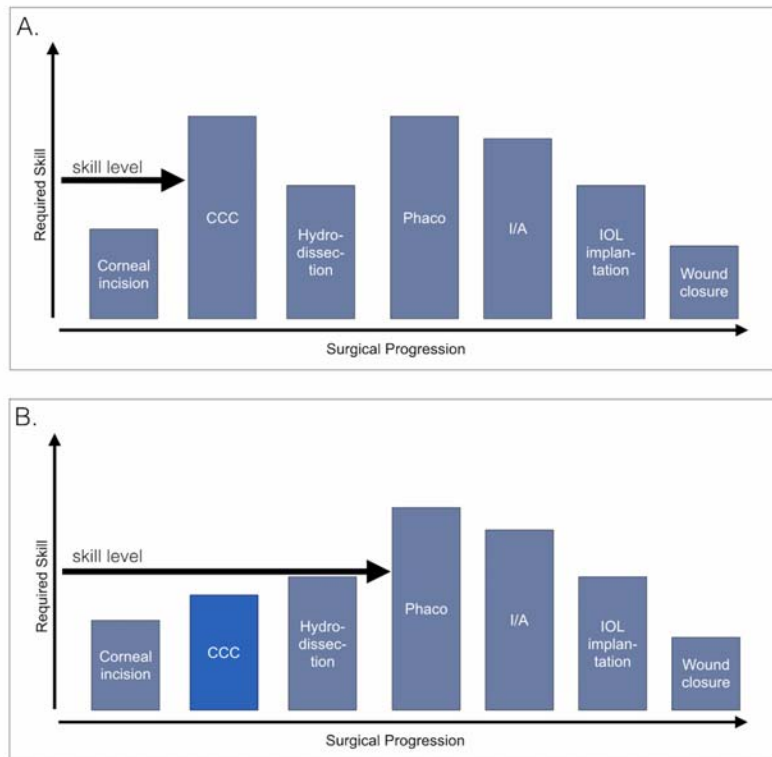 A.
Required Skill
skill level
Corneal
incision
CCC
Hydro-
dissec-
tion
Phaco
I/A
IOL
implan-
tation
Wound
closure
Surgical Progression
B.
Required Skill
skill level
Corneal
incision
CCC
Hydro-
dissec-
tion
Phaco
I/A
IOL
implan-
tation
Wound
closure
Surgical Progression